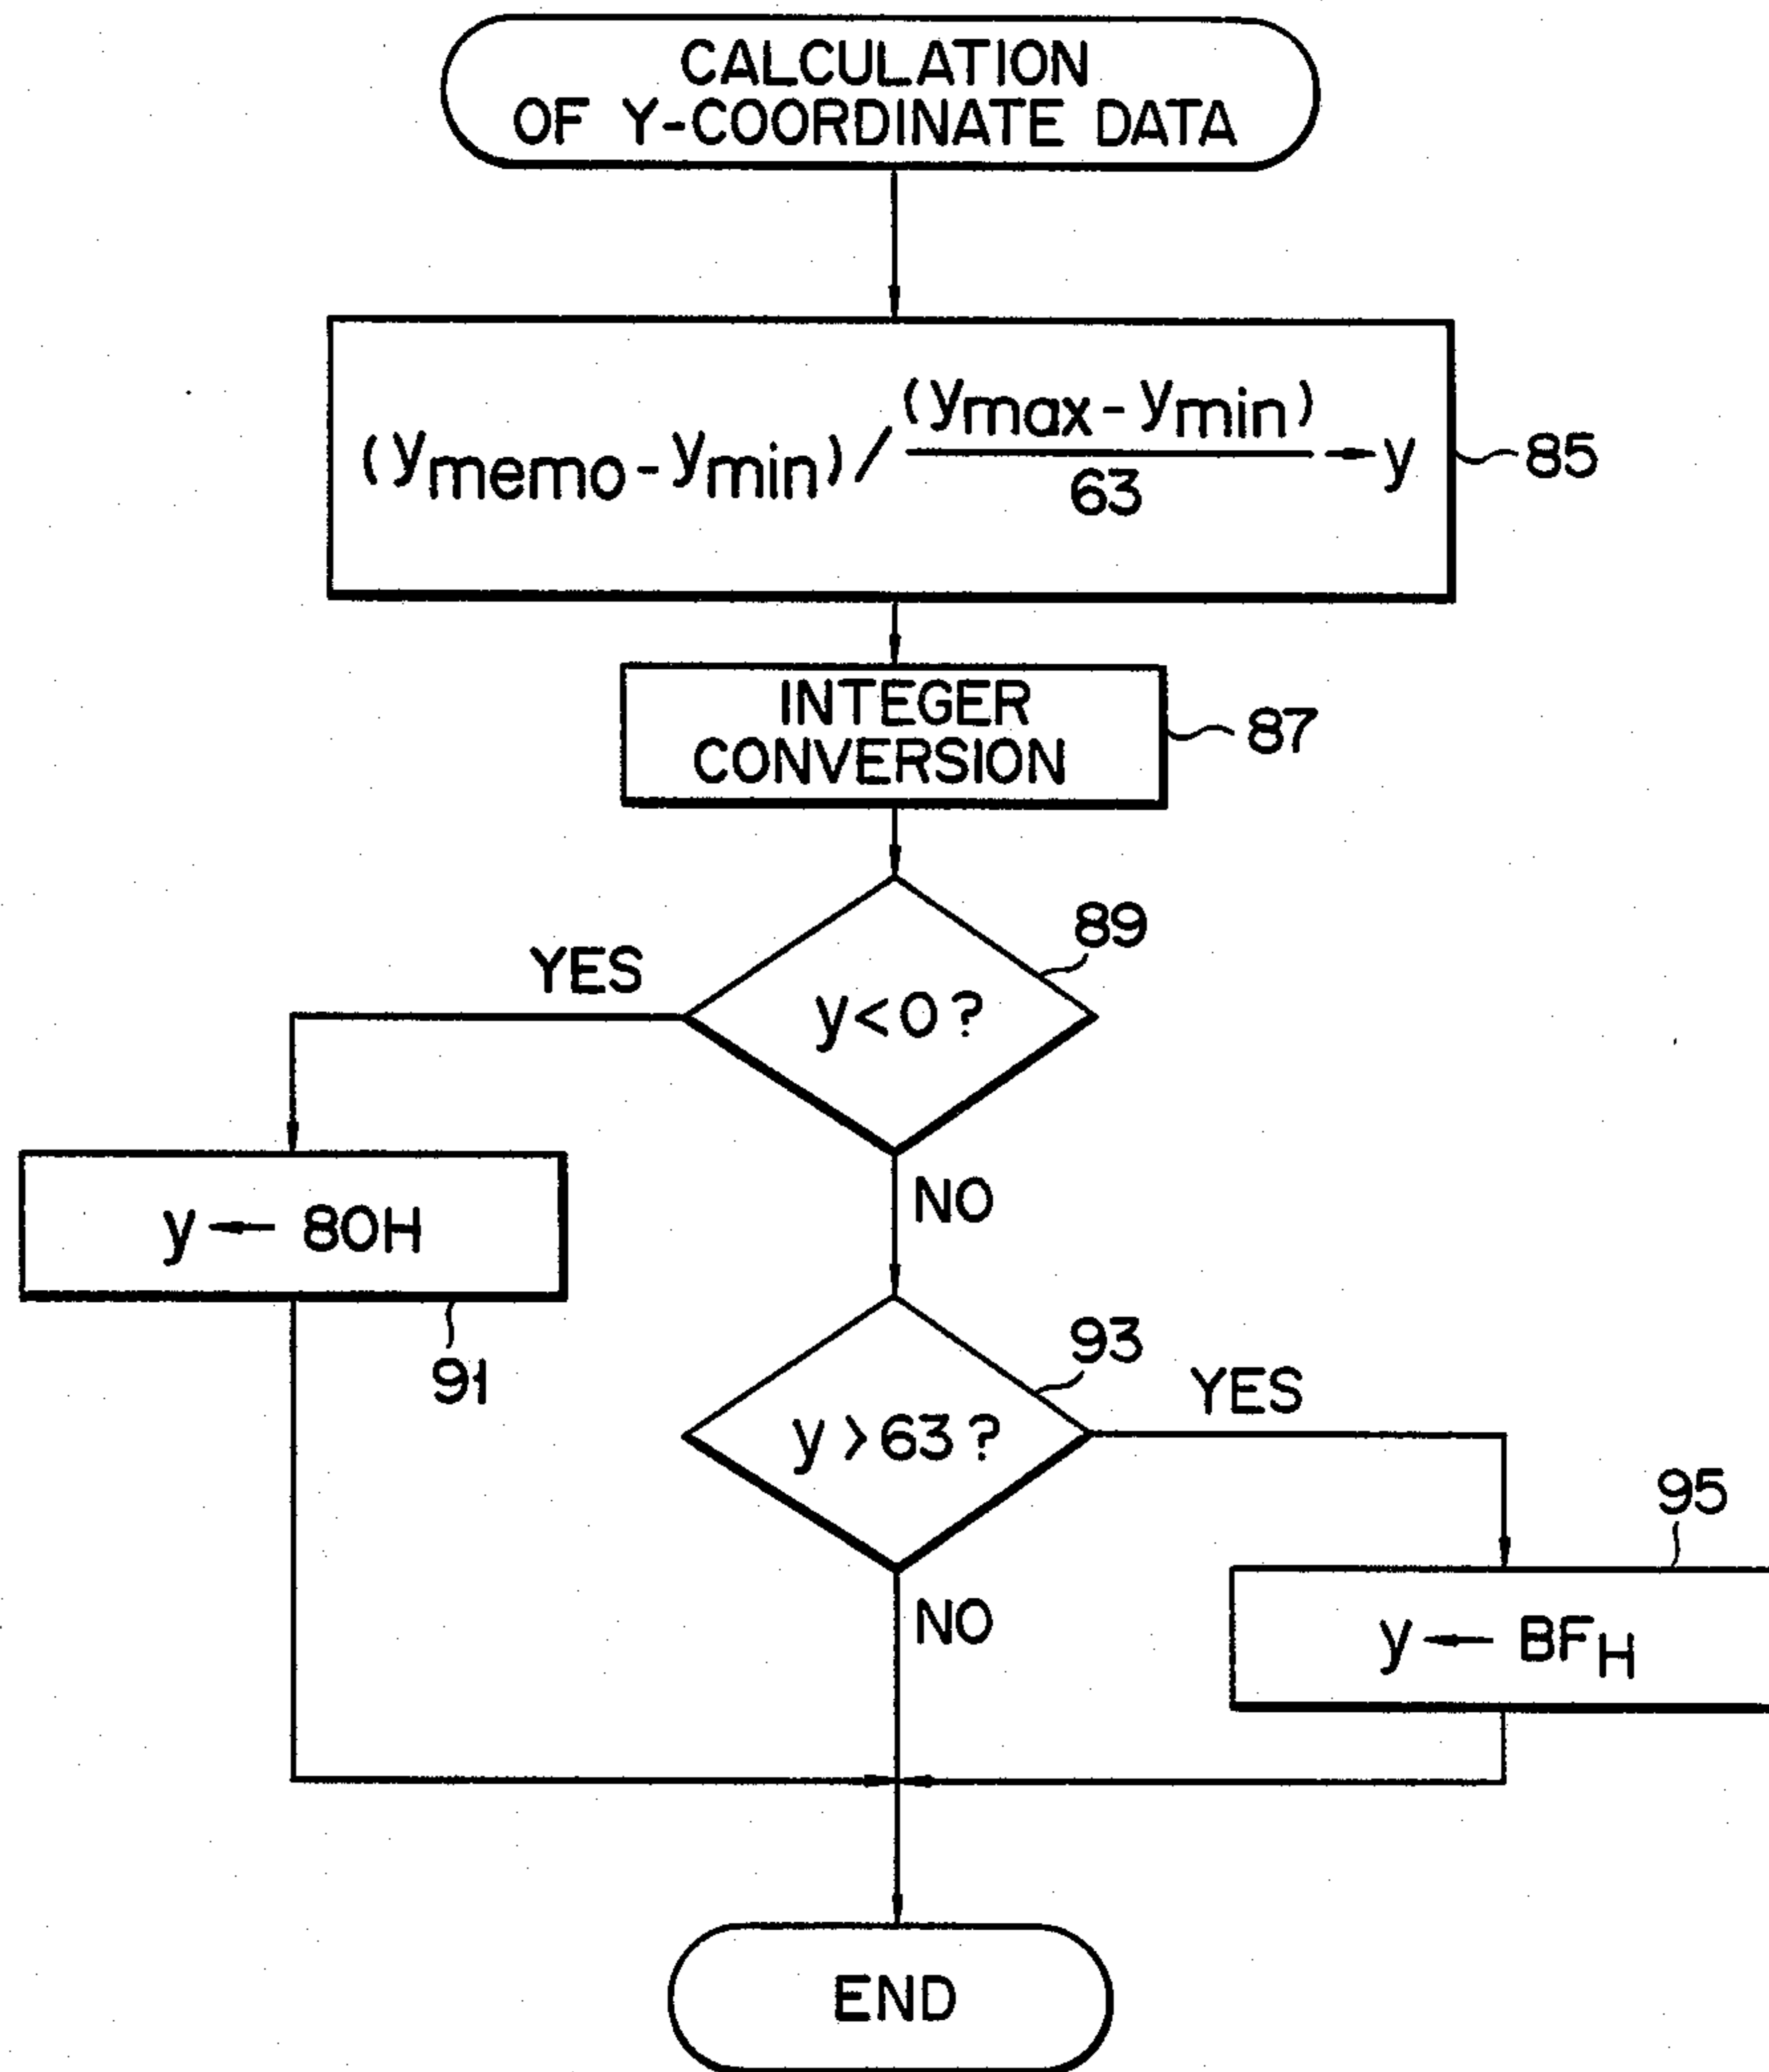 CALCULATION
OF Y-COORDINATE DATA
(ymemo-ymin)/(ymax-ymin)/63→y
85
INTEGER
CONVERSION
87
89
YES
y<0?
NO
y← 80H
91
93
YES
y>63?
95
NO
y← BFH
END